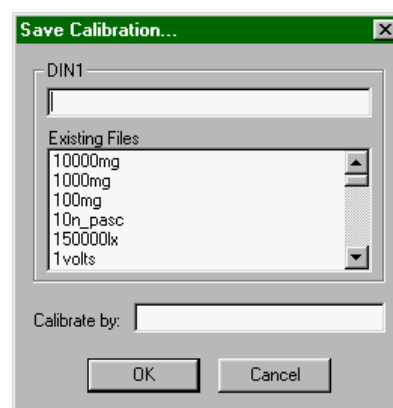 Save Calibration...
DIN1
Existing Files
10000mg
1000mg
100mg
10n_pasc
150000lx
1volts
Calibrate by:
OK Cancel